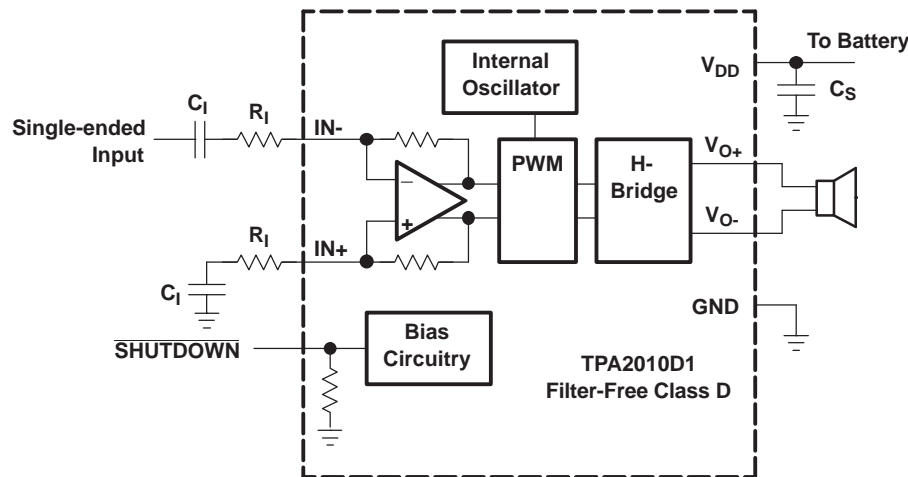 Internal
Oscillator
To Battery
V_DD
C_S
C_I
R_I
IN-
Single-ended
Input
PWM
H-
Bridge
V_O+
V_O-
−
+
R_I
IN+
C_I
GND
SHUTDOWN
Bias
Circuitry
TPA2010D1
Filter-Free Class D